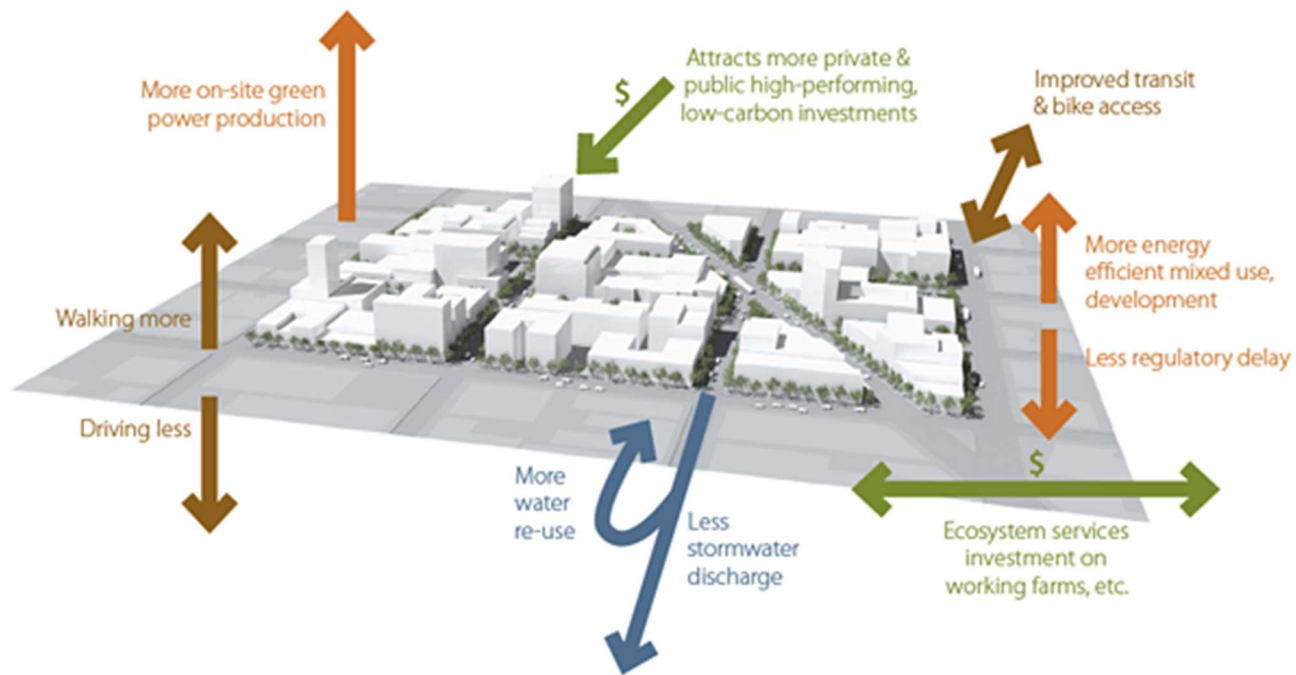 More on-site green
power production
$
Attracts more private &
public high-performing,
low-carbon investments
Improved transit
& bike access
More energy
efficient mixed use,
development
Walking more
Less regulatory delay
Driving less
$
More
water
re-use
Less
stormwater
discharge
Ecosystem services
investment on
working farms, etc.